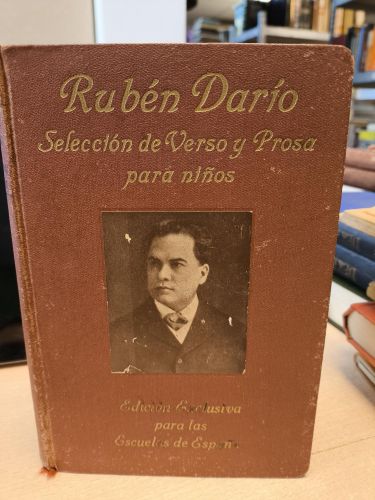 Rubén Darío
Selección de Verso y Prosa
para niños
Edición Exclusiva
para las
Escuelas de España